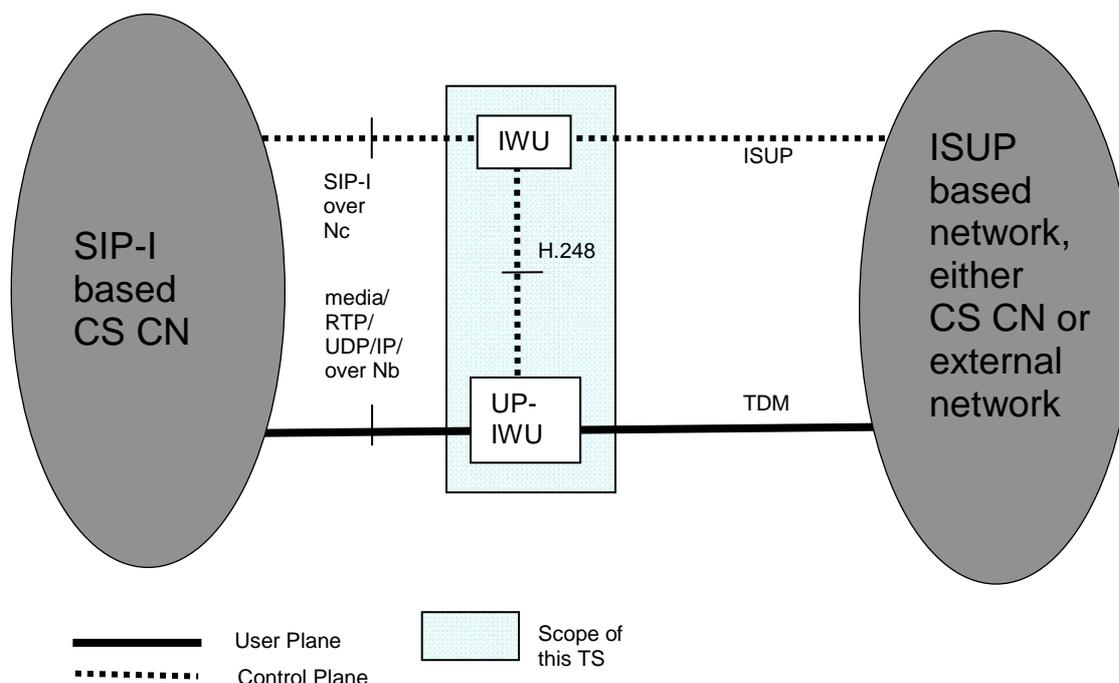 SIP-I
based
CS CN
SIP-I
over
Nc
media/
RTP/
UDP/IP/
over Nb
IWU
H.248
UP-
IWU
ISUP
TDM
ISUP
based
network,
either
CS CN or
external
network
User Plane
Control Plane
Scope of
this TS